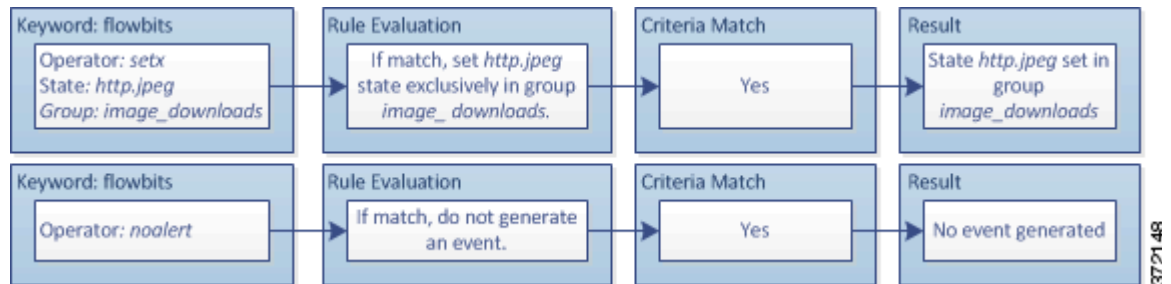 Keyword: flowbits
Operator: setx
State: http.jpeg
Group: image_downloads
Rule Evaluation
If match, set http.jpeg
state exclusively in group
image_ downloads.
Criteria Match
Yes
Result
State http.jpeg set in
group
image_downloads
Keyword: flowbits
Operator: noalert
Rule Evaluation
If match, do not generate
an event.
Criteria Match
Yes
Result
No event generated
372148